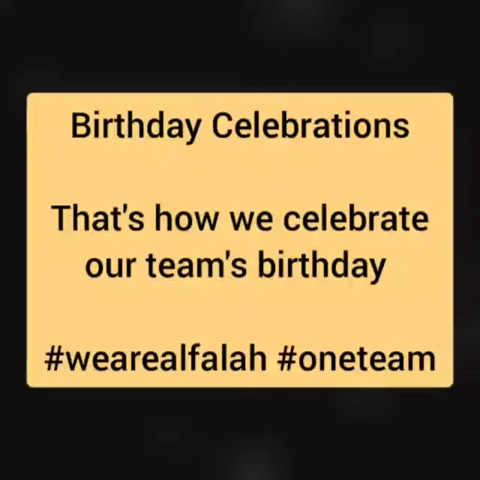 Birthday Celebrations
That's how we celebrate
our team's birthday
#wearealfalah #oneteam